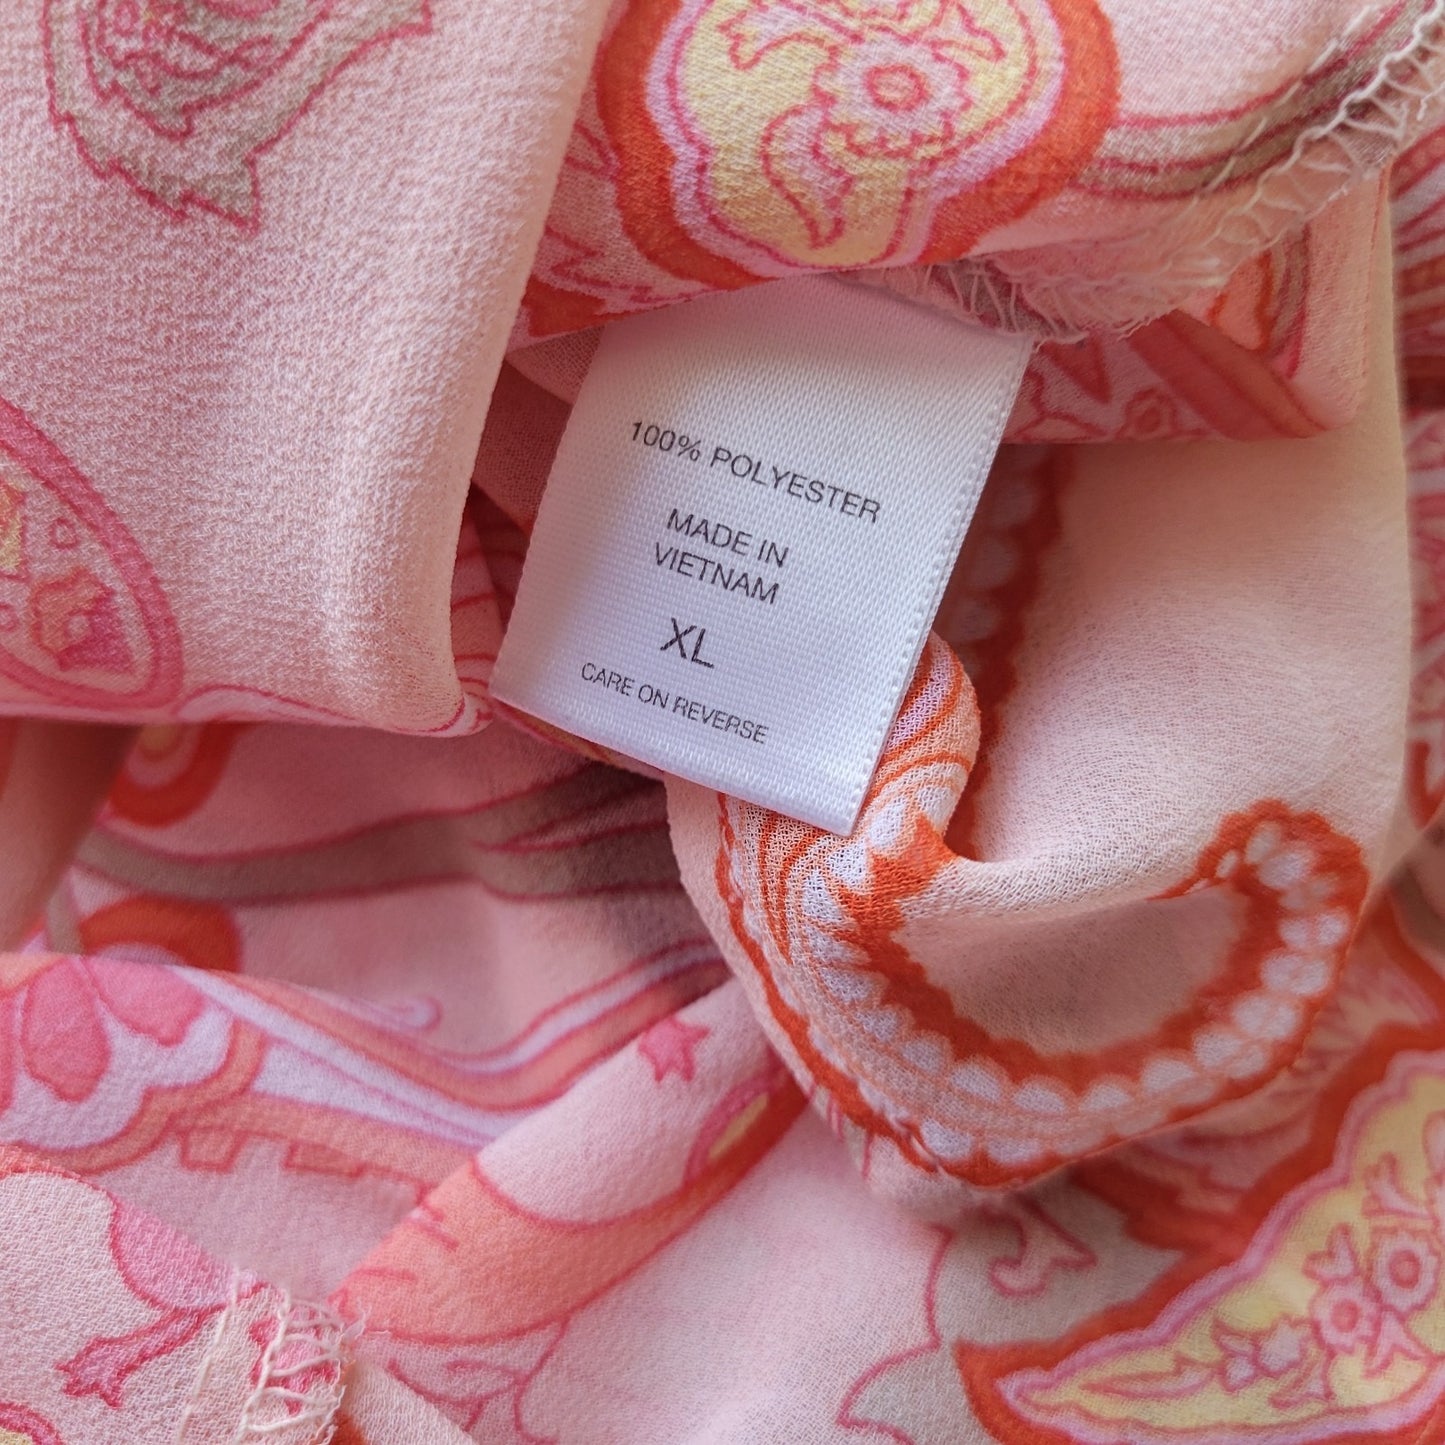 100% POLYESTER
MADE IN
VIETNAM
XL
CARE ON REVERSE